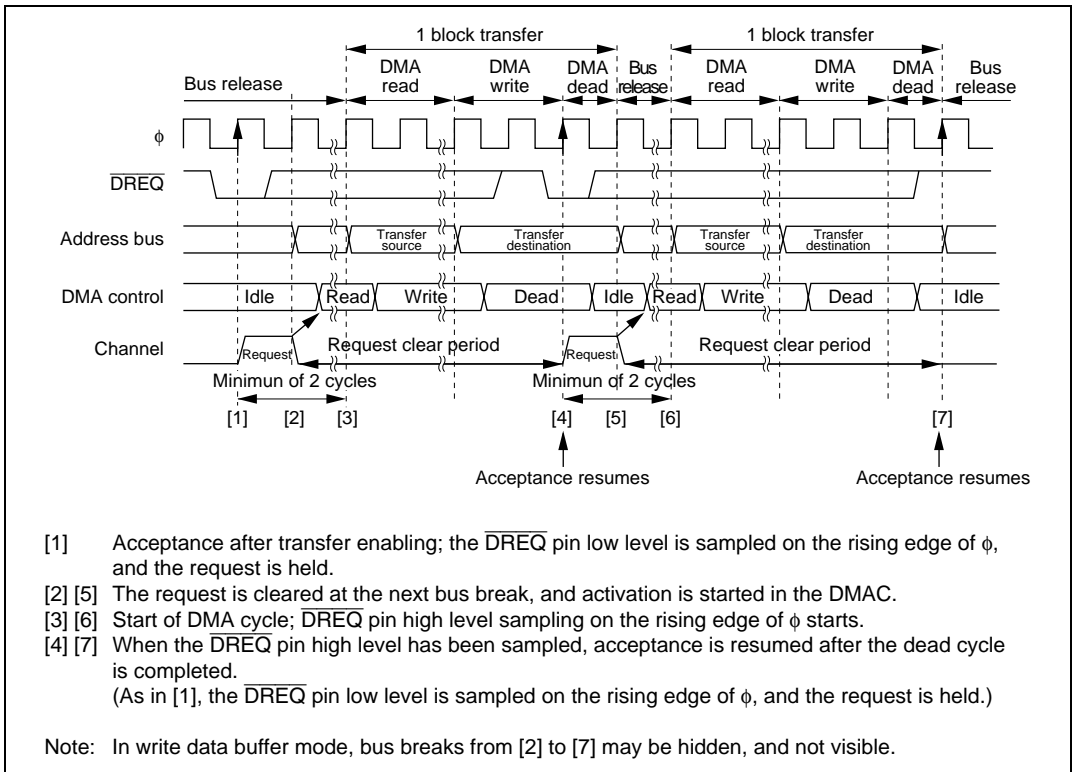 1 block transfer 1 block transfer
DMA DMA DMA Bus DMA DMA DMA Bus
Bus release read write dead release read write dead release
ϕ
D̅R̅E̅Q̅
Address bus Transfer source Transfer destination Transfer source Transfer destination
DMA control Idle Read Write Dead Idle Read Write Dead Idle
Channel Request Request clear period Request Request clear period
Minimun of 2 cycles Minimun of 2 cycles
[1] [2] [3] [4] [5] [6] [7]
Acceptance resumes Acceptance resumes
[1] Acceptance after transfer enabling; the D̅R̅E̅Q̅ pin low level is sampled on the rising edge of ϕ,
and the request is held.
[2] [5] The request is cleared at the next bus break, and activation is started in the DMAC.
[3] [6] Start of DMA cycle; D̅R̅E̅Q̅ pin high level sampling on the rising edge of ϕ starts.
[4] [7] When the D̅R̅E̅Q̅ pin high level has been sampled, acceptance is resumed after the dead cycle
is completed.
(As in [1], the D̅R̅E̅Q̅ pin low level is sampled on the rising edge of ϕ, and the request is held.)
Note: In write data buffer mode, bus breaks from [2] to [7] may be hidden, and not visible.